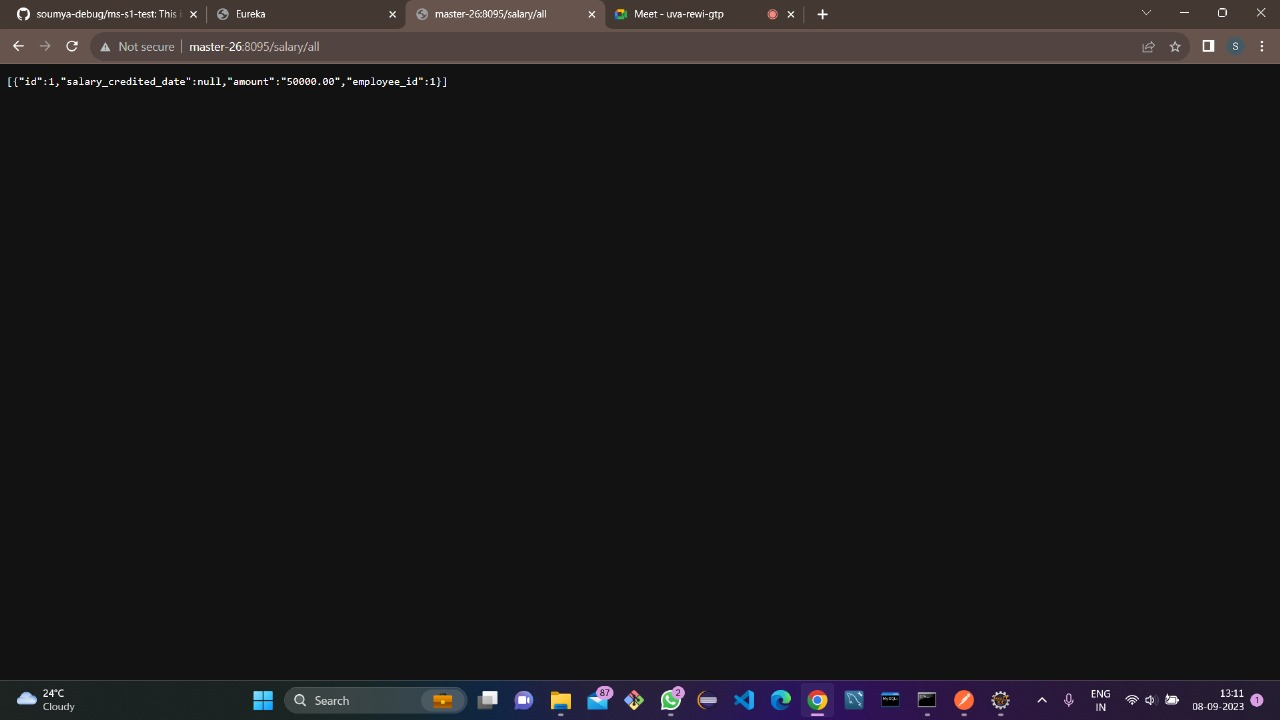 soumya-debug/ms-s1-test: This i
Eureka
master-26:8095/salary/all
Meet - uva-rewi-gtp
Not secure
master-26:8095/salary/all
S
[{"id":1,"salary_credited_date":null,"amount":"50000.00","employee_id":1}]
24°C
Cloudy
Search
87
2
ENG
IN
13:11
08-09-2023
1